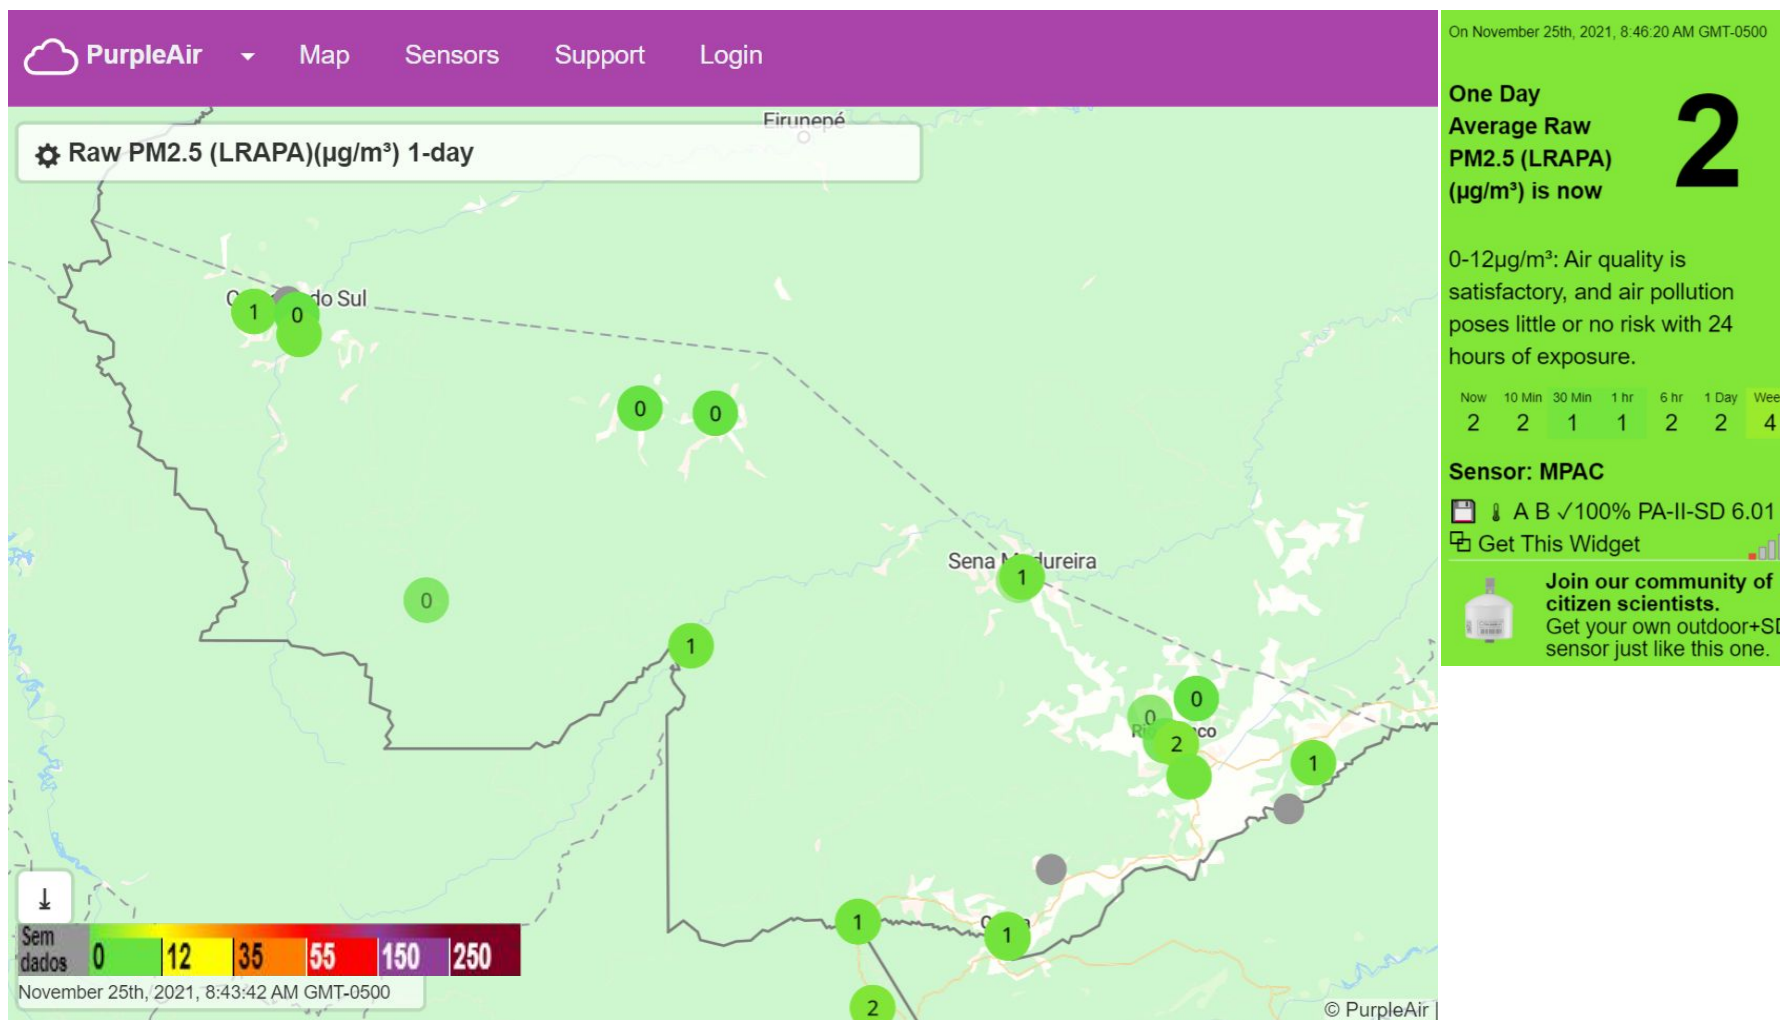 PurpleAir Map Sensors Support Login
Eirunepé
Raw PM2.5 (LRAPA)(µg/m³) 1-day
do Sul
1
0
0
0
0
Sena Madureira
1
1
0
0
2
1
1
1
2
Sem
dados 0 12 35 55 150 250
November 25th, 2021, 8:43:42 AM GMT-0500
© PurpleAir |
On November 25th, 2021, 8:46:20 AM GMT-0500
One Day
Average Raw
PM2.5 (LRAPA)
(µg/m³) is now
2
0-12µg/m³: Air quality is
satisfactory, and air pollution
poses little or no risk with 24
hours of exposure.
Now 10 Min 30 Min 1 hr 6 hr 1 Day Wee
2 2 1 1 2 2 4
Sensor: MPAC
A B ✓100% PA-II-SD 6.01
Get This Widget
Join our community of
citizen scientists.
Get your own outdoor+SD
sensor just like this one.